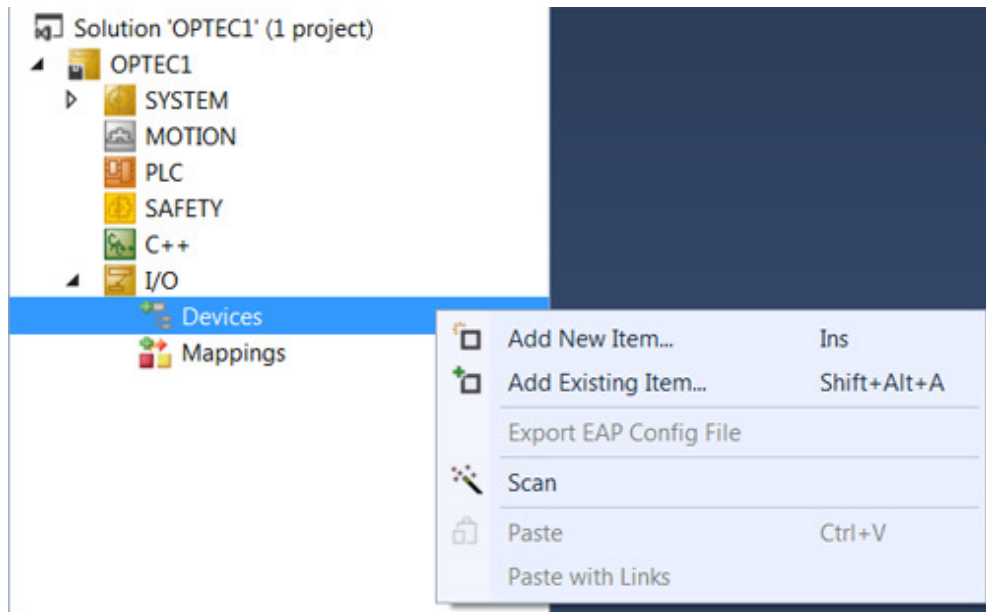 Solution 'OPTEC1' (1 project)
OPTEC1
SYSTEM
MOTION
PLC
SAFETY
C++
I/O
Devices
Mappings
Add New Item... Ins
Add Existing Item... Shift+Alt+A
Export EAP Config File
Scan
Paste Ctrl+V
Paste with Links